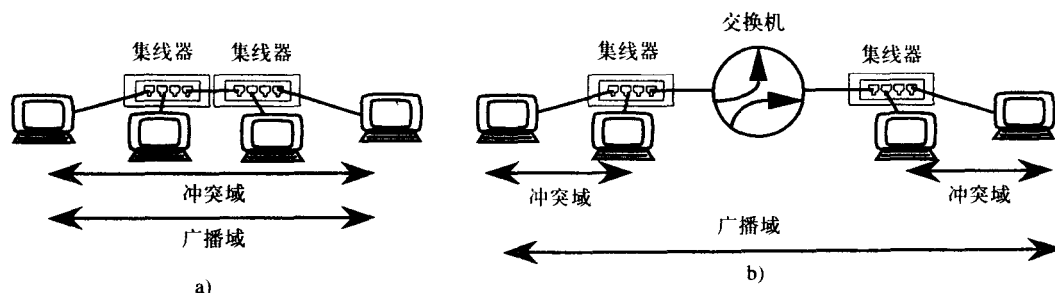 集线器 集线器
冲突域
广播域
a)
交换机
集线器
集线器
冲突域
冲突域
广播域
b)